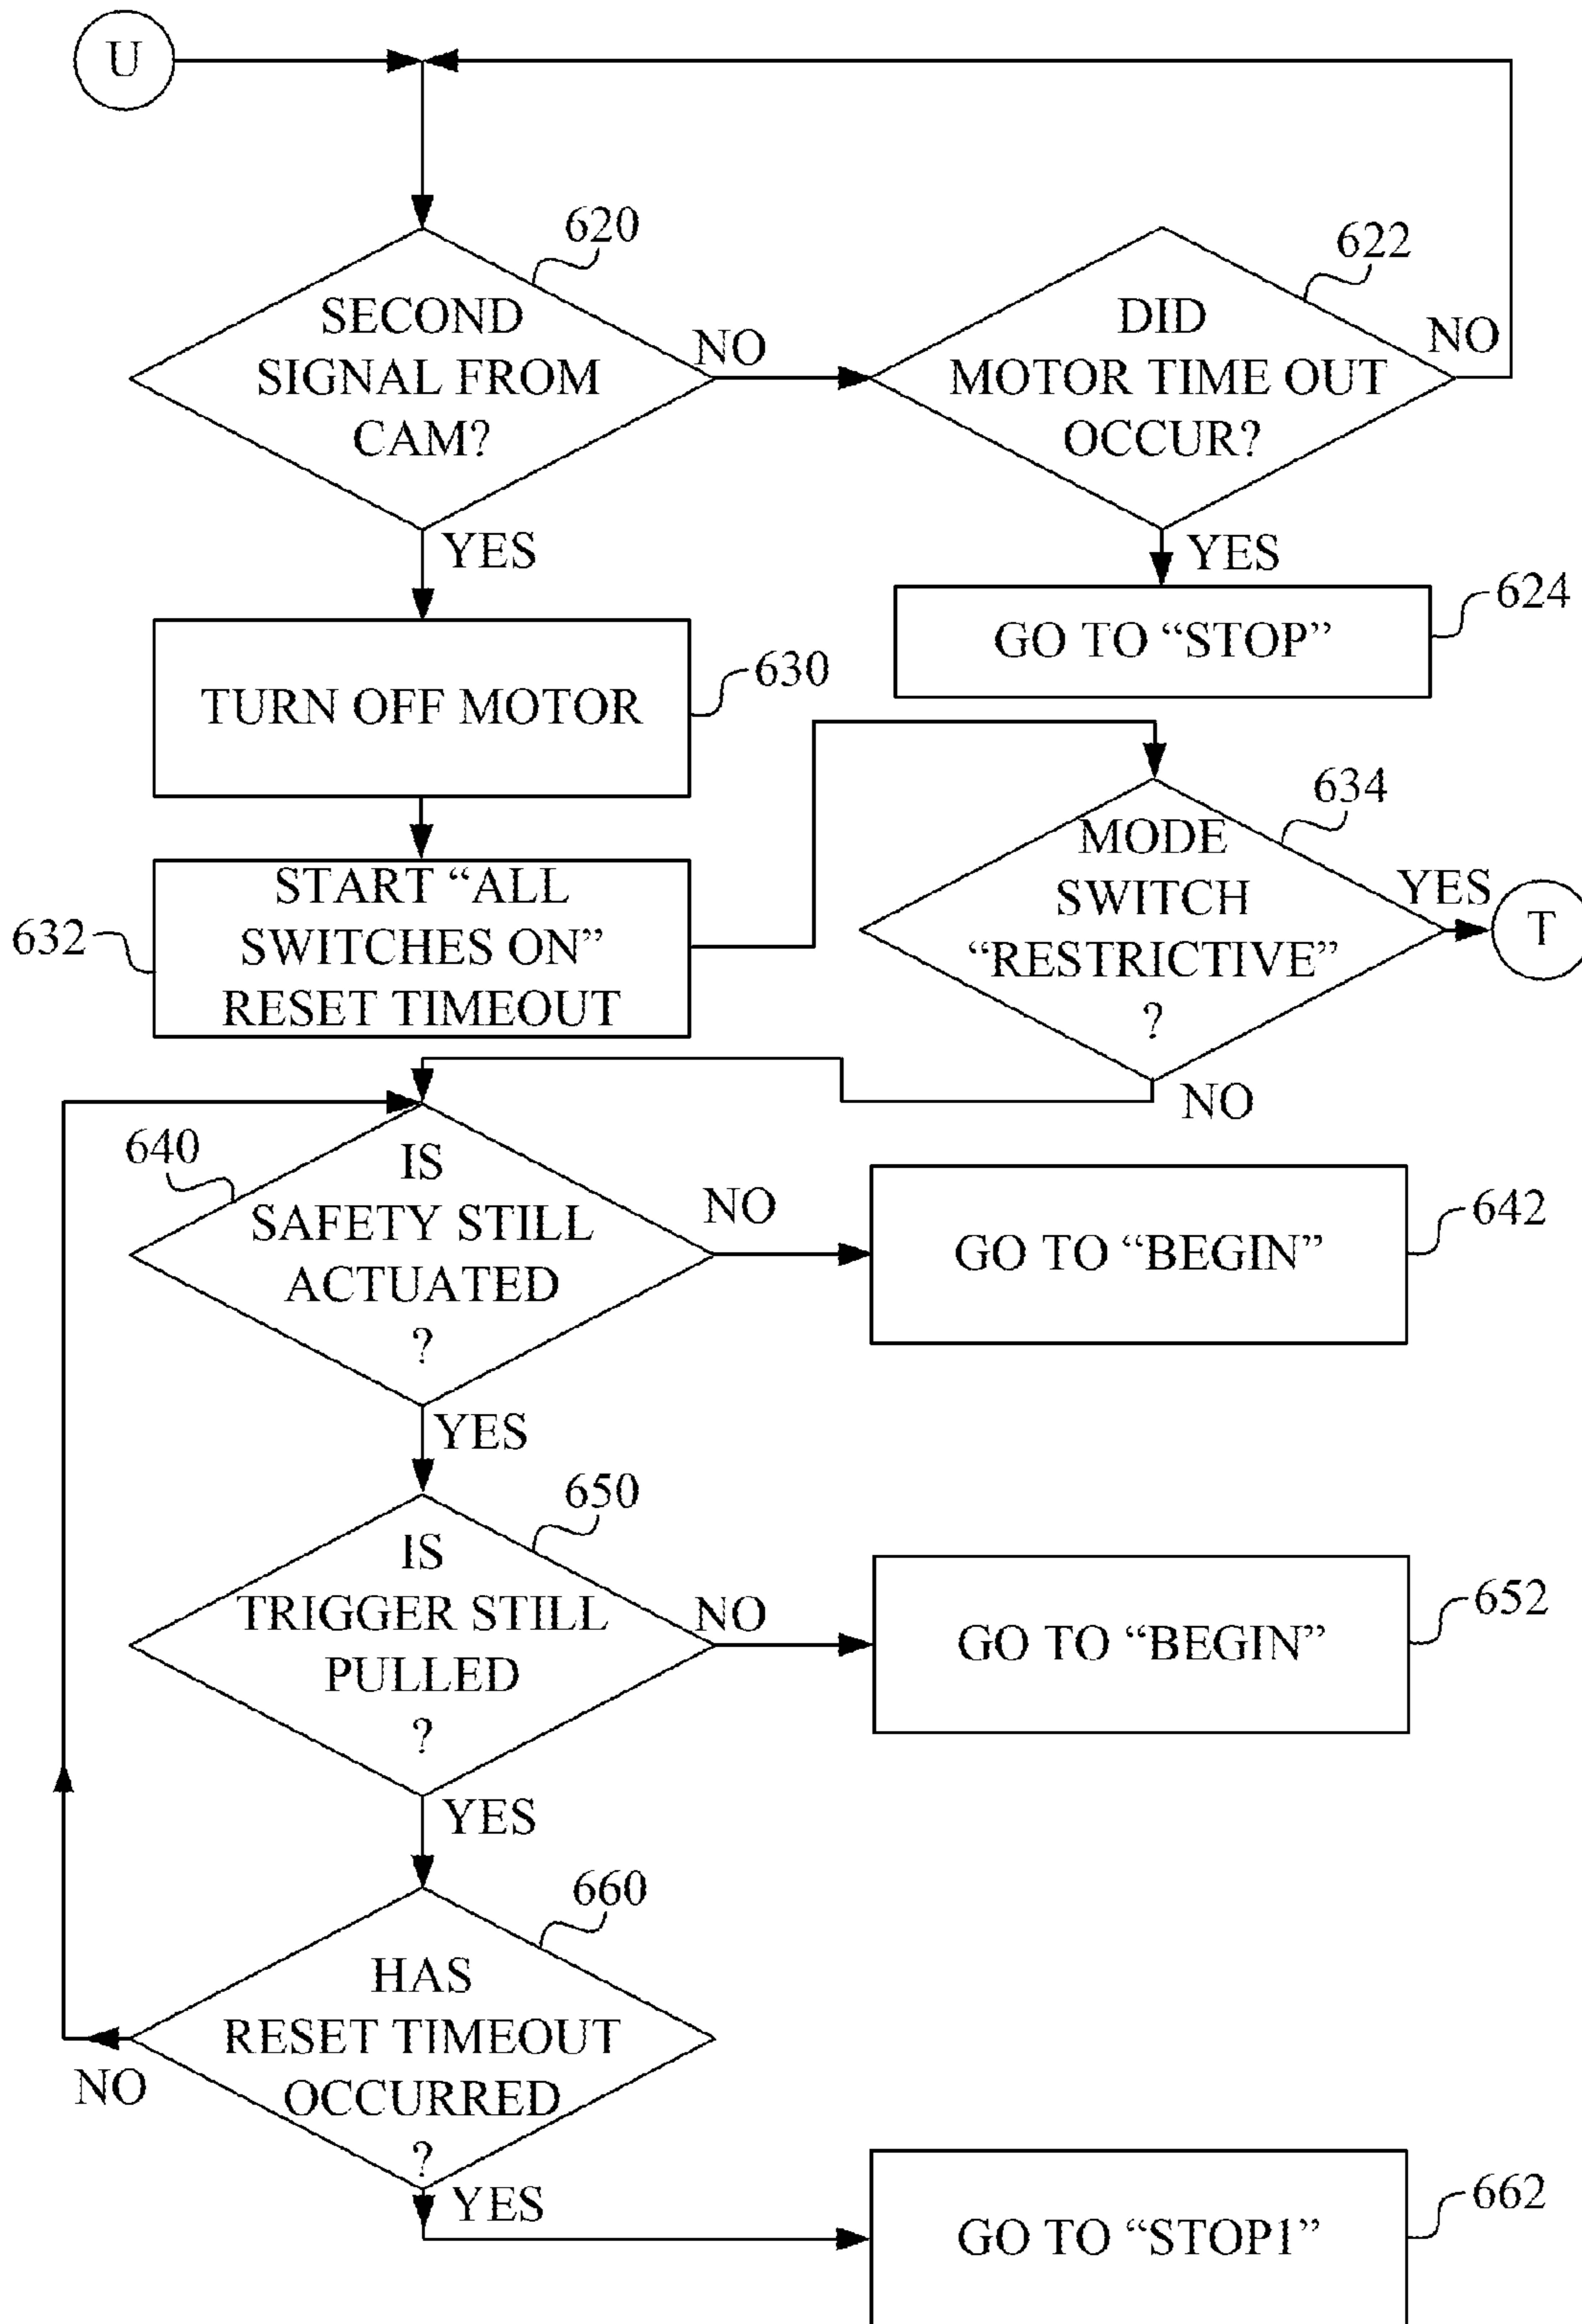 U
620
SECOND
SIGNAL FROM
CAM?
NO
YES
622
DID
MOTOR TIME OUT
OCCUR?
NO
YES
GO TO “STOP”
624
TURN OFF MOTOR
630
START “ALL
SWITCHES ON”
RESET TIMEOUT
632
634
MODE
SWITCH
“RESTRICTIVE”
?
YES
T
NO
640
IS
SAFETY STILL
ACTUATED
?
NO
GO TO “BEGIN”
642
YES
650
IS
TRIGGER STILL
PULLED
?
NO
GO TO “BEGIN”
652
YES
660
HAS
RESET TIMEOUT
OCCURRED
?
NO
YES
GO TO “STOP1”
662